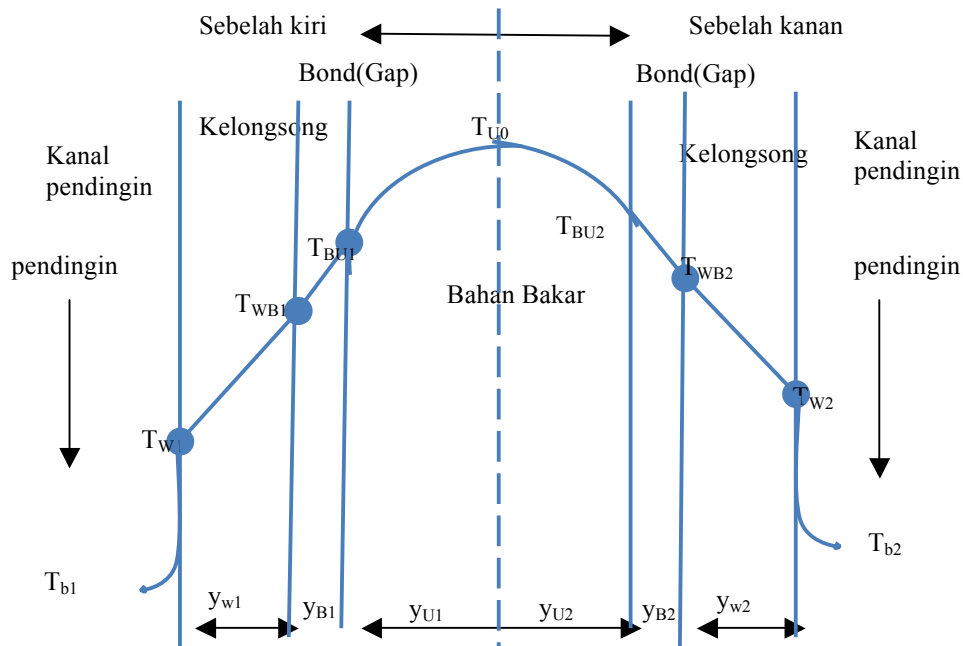 Sebelah kiri
Sebelah kanan
Bond(Gap)
Bond(Gap)
Kelongsong
T_U0
Kelongsong
Kanal
pendingin
Kanal
pendingin
T_BU1
T_BU2
pendingin
T_WB2
pendingin
T_WB1
Bahan Bakar
T_W1
T_W2
T_b1
T_b2
y_w1
y_B1
y_U1
y_U2
y_B2
y_w2